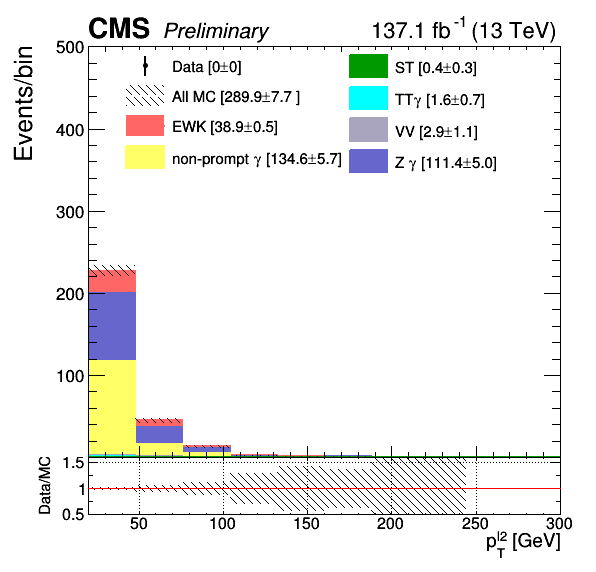 CMS Preliminary 137.1 fb⁻¹ (13 TeV)
Events/bin
500
400
300
200
100
Data [0±0]
All MC [289.9±7.7 ]
EWK [38.9±0.5]
non-prompt γ [134.6±5.7]
ST [0.4±0.3]
TTγ [1.6±0.7]
VV [2.9±1.1]
Z γ [111.4±5.0]
Data/MC
1.5
1
0.5
50 100 150 200 250 300
p_T^l2 [GeV]